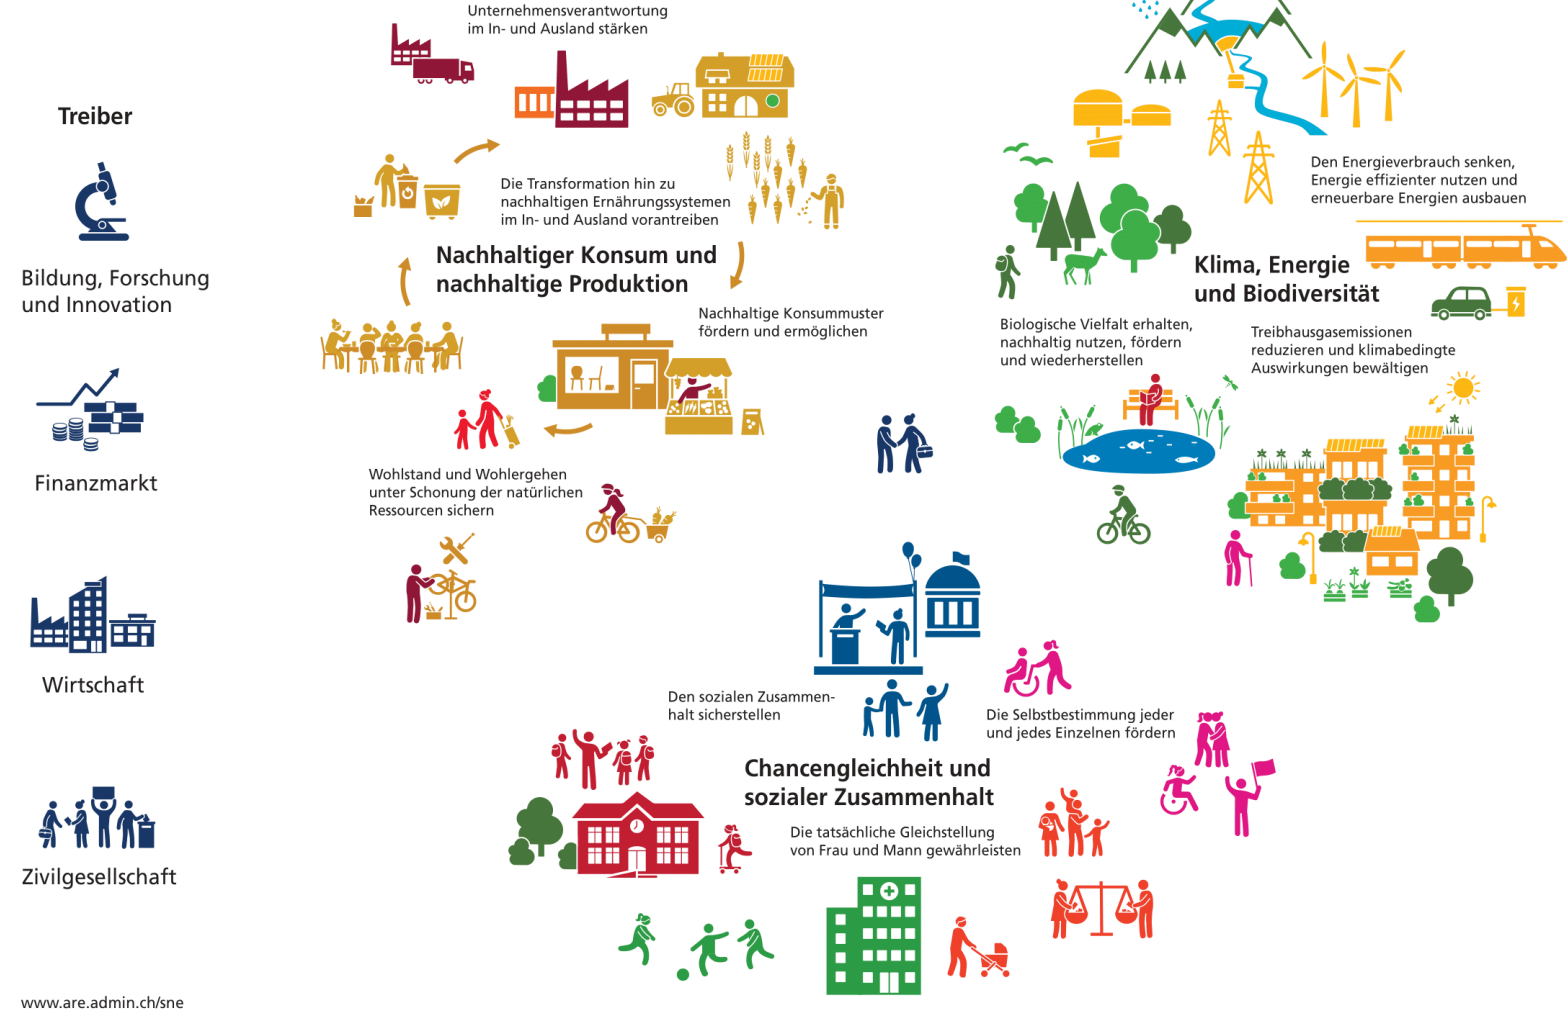 Treiber
Bildung, Forschung
und Innovation
Finanzmarkt
Wirtschaft
Zivilgesellschaft
www.are.admin.ch/sne
Unternehmensverantwortung
im In- und Ausland stärken
Die Transformation hin zu
nachhaltigen Ernährungssystemen
im In- und Ausland vorantreiben
Nachhaltiger Konsum und
nachhaltige Produktion
Nachhaltige Konsummuster
fördern und ermöglichen
Wohlstand und Wohlergehen
unter Schonung der natürlichen
Ressourcen sichern
Den Energieverbrauch senken,
Energie effizienter nutzen und
erneuerbare Energien ausbauen
Klima, Energie
und Biodiversität
Biologische Vielfalt erhalten,
nachhaltig nutzen, fördern
und wiederherstellen
Treibhausgasemissionen
reduzieren und klimabedingte
Auswirkungen bewältigen
Den sozialen Zusammen-
halt sicherstellen
Die Selbstbestimmung jeder
und jedes Einzelnen fördern
Chancengleichheit und
sozialer Zusammenhalt
Die tatsächliche Gleichstellung
von Frau und Mann gewährleisten